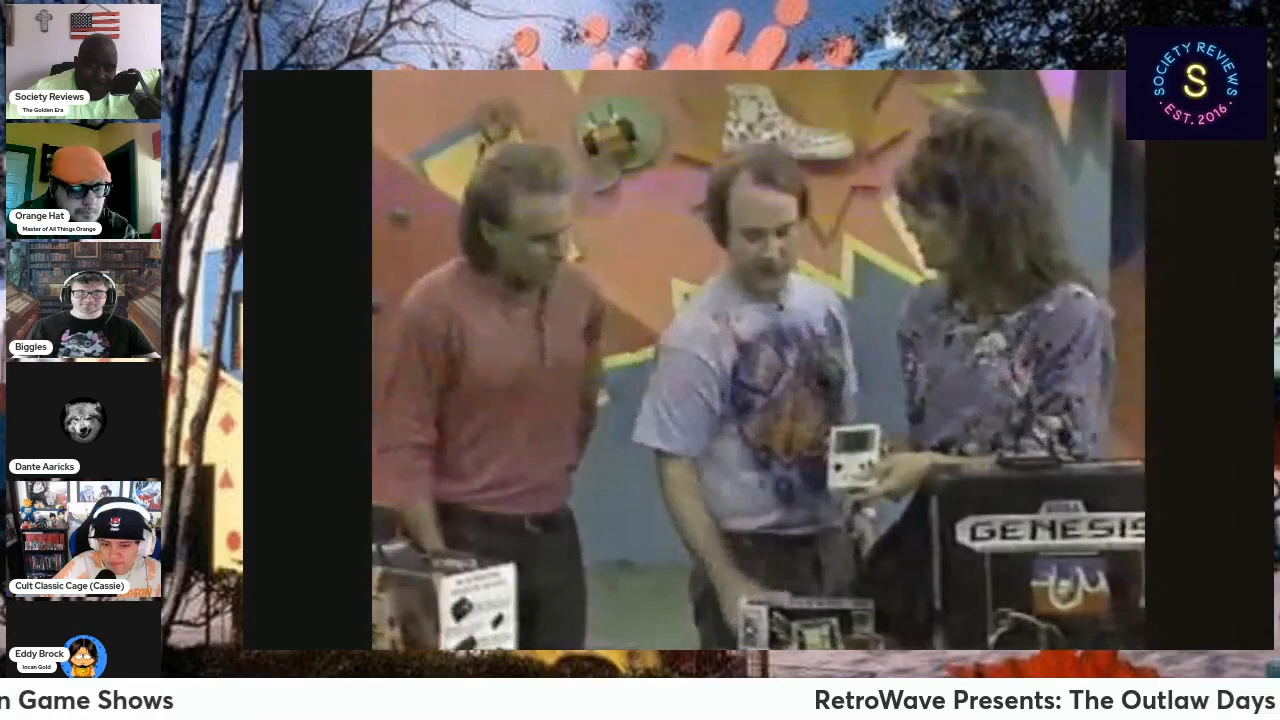 Society Reviews
The Golden Era
Orange Hat
Master of All Things Orange
Biggles
Dante Aaricks
Cult Classic Cage (Cassie)
Eddy Brock
Incan Gold
SOCIETY REVIEWS
S
· EST. 2016 ·
SEGA
GENESIS
n Game Shows
RetroWave Presents: The Outlaw Days